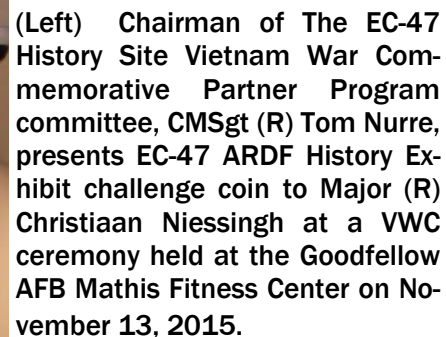 (Left) Chairman of The EC-47
History Site Vietnam War Com-
memorative Partner Program
committee, CMSgt (R) Tom Nurre,
presents EC-47 ARDF History Ex-
hibit challenge coin to Major (R)
Christiaan Niessingh at a VWC
ceremony held at the Goodfellow
AFB Mathis Fitness Center on No-
vember 13, 2015.